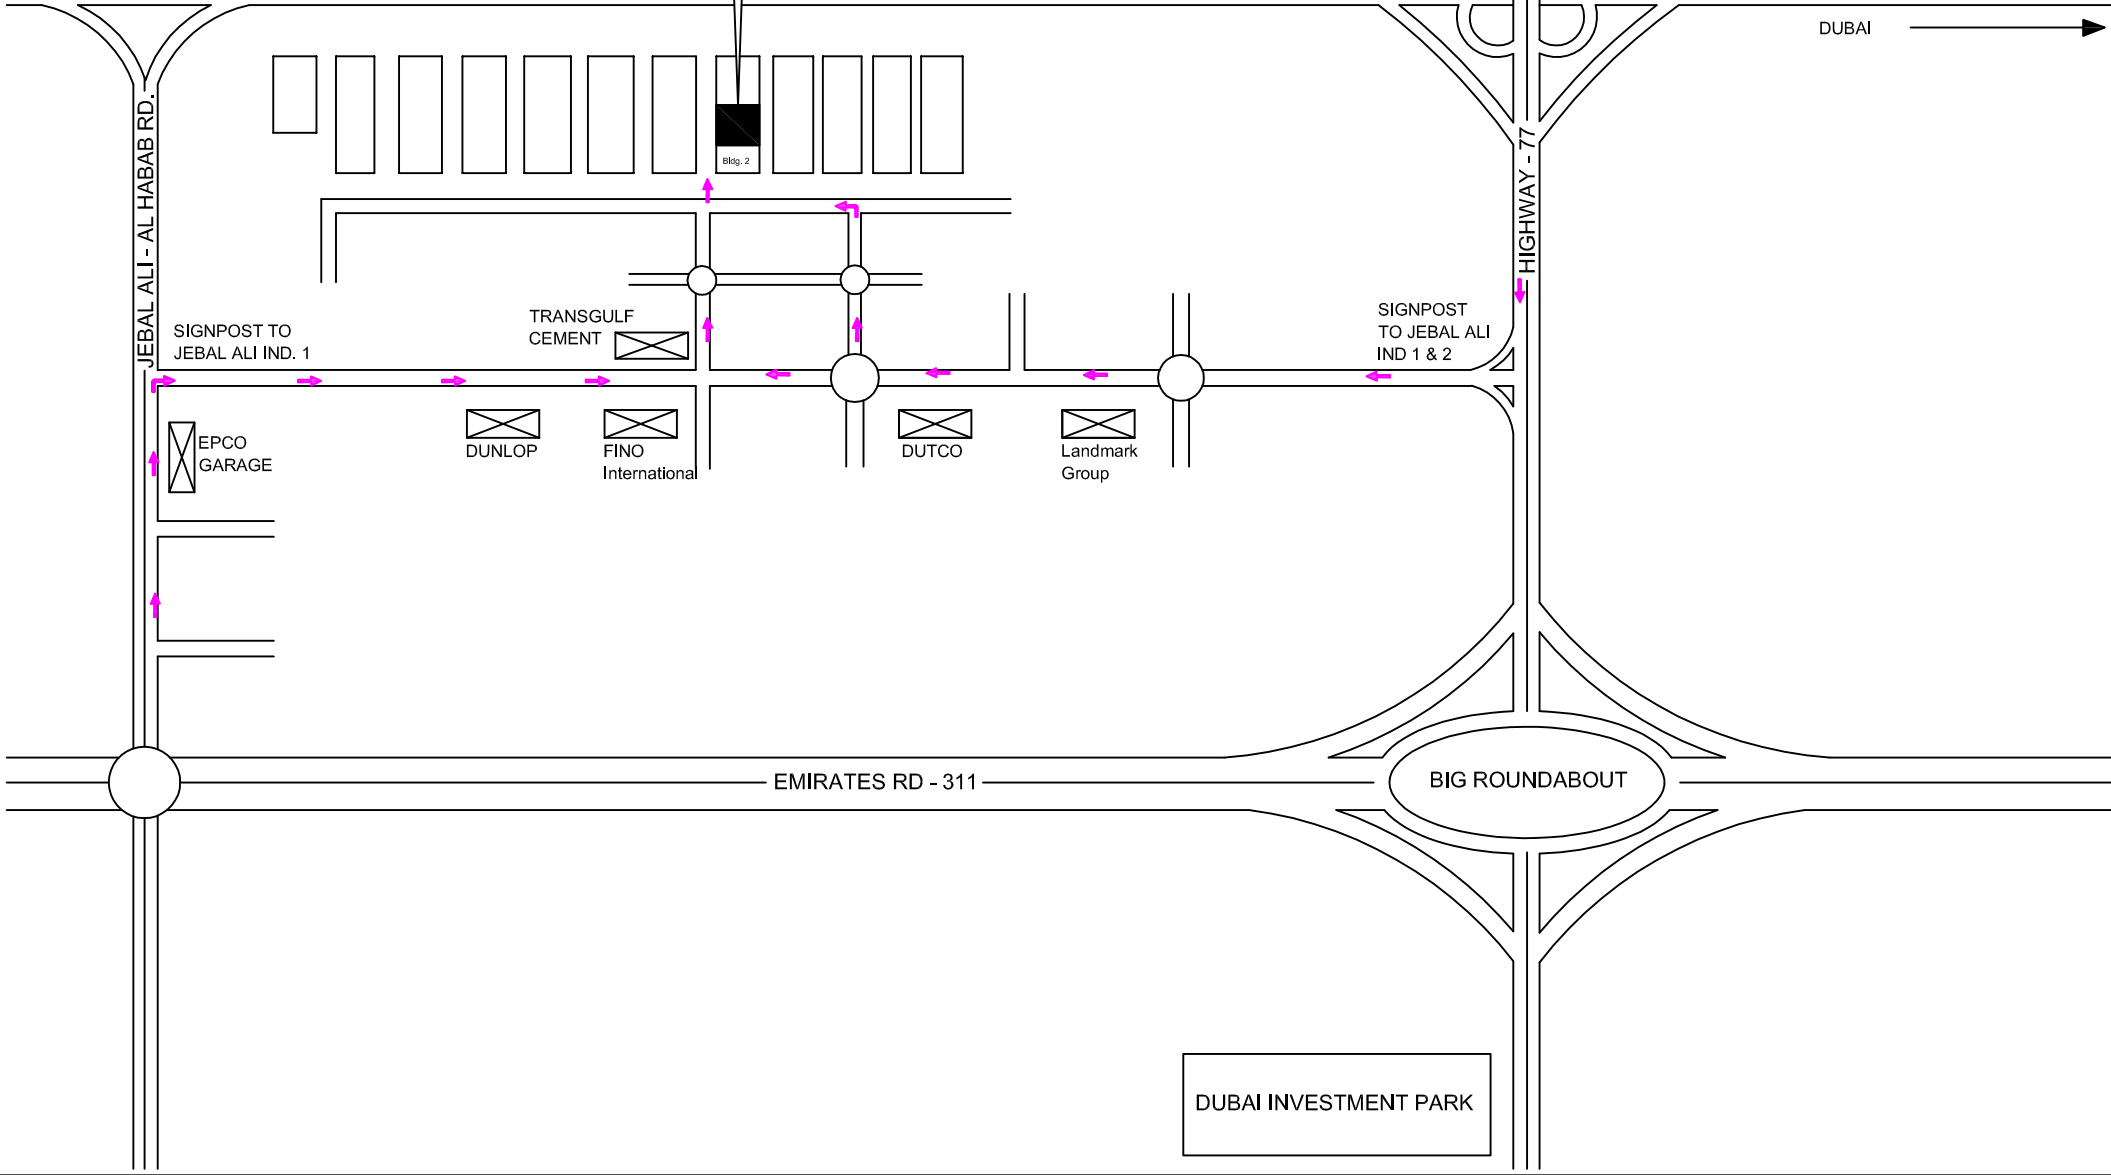 DUBAI
Bldg. 2
JEBAL ALI - AL HABAB RD.
HIGHWAY - 77
SIGNPOST TO
JEBAL ALI IND. 1
TRANSGULF
CEMENT
SIGNPOST
TO JEBAL ALI
IND 1 & 2
EPCO
GARAGE
DUNLOP
FINO
International
DUTCO
Landmark
Group
EMIRATES RD - 311
BIG ROUNDABOUT
DUBAI INVESTMENT PARK